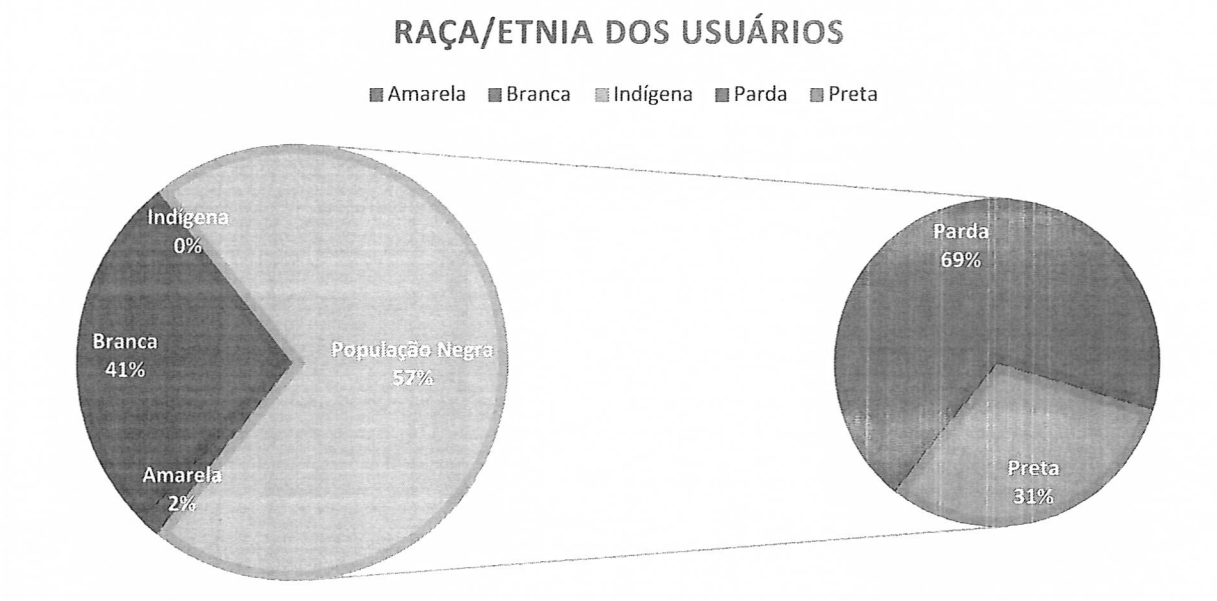 RAÇA/ETNIA DOS USUÁRIOS
Amarela Branca Indígena Parda Preta
Indígena
0%
Branca
41%
Amarela
2%
População Negra
57%
Parda
69%
Preta
31%